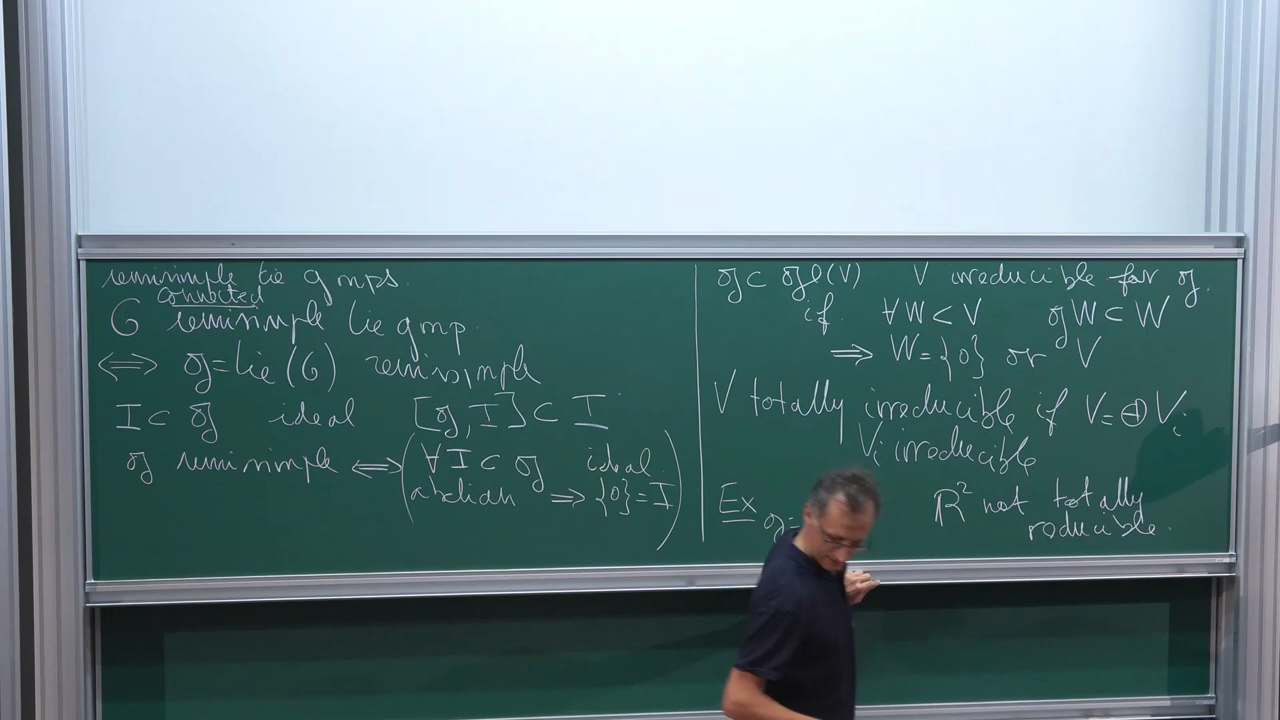 semisimple Lie groups.
connected
G semisimple Lie group.
⟺ 𝔤 = Lie(G) semisimple
I ⊂ 𝔤 ideal [𝔤, I] ⊂ I
𝔤 semisimple ⟺ (∀ I ⊂ 𝔤 ideal
abelian ⟹ {0} = I)
𝔤 ⊂ 𝔤l(V) V irreducible for 𝔤.
if ∀ W < V 𝔤W ⊂ W
⟹ W = {0} or V
V totally irreducible if V = ⊕ Vᵢ
Vᵢ irreducible
Ex 𝔤 = ℝ² not totally
reducible.